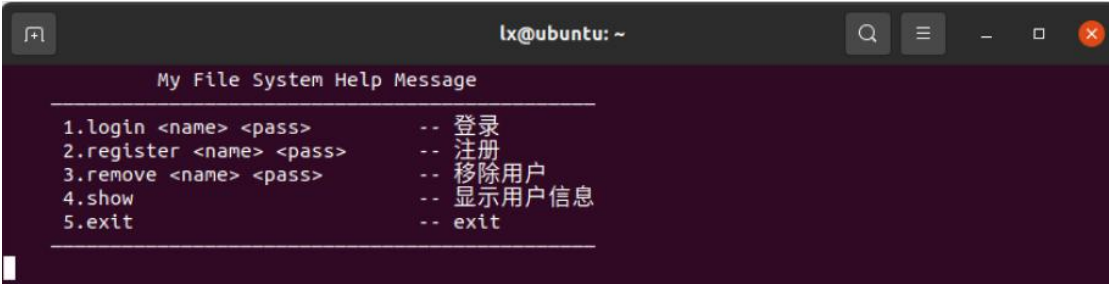 lx@ubuntu: ~
My File System Help Message
1.login <name> <pass> -- 登录
2.register <name> <pass> -- 注册
3.remove <name> <pass> -- 移除用户
4.show -- 显示用户信息
5.exit -- exit